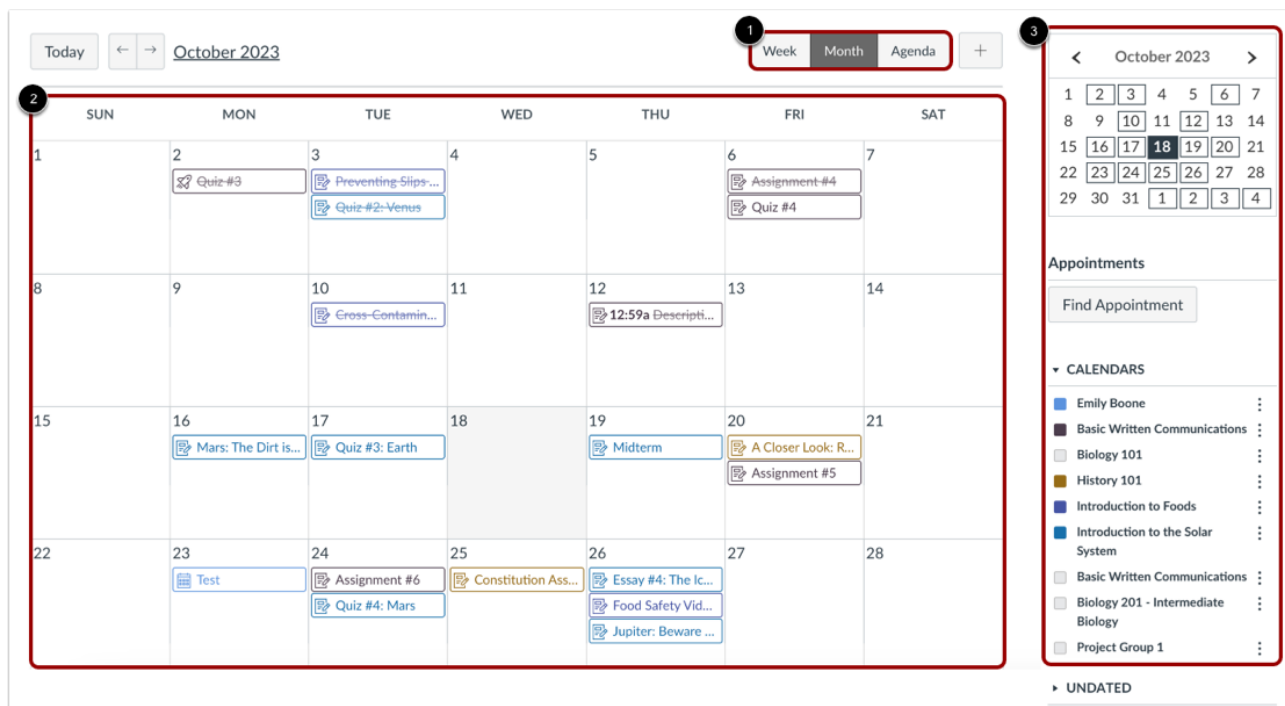 1
Today ← → October 2023 Week Month Agenda +
2
SUN MON TUE WED THU FRI SAT
1 2 3 4 5 6 7
Quiz #3 Preventing Slips-... Assignment #4
Quiz #2: Venus Quiz #4
8 9 10 11 12 13 14
Cross-Contamin... 12:59a Descripti...
15 16 17 18 19 20 21
Mars: The Dirt is... Quiz #3: Earth Midterm A Closer Look: R...
Assignment #5
22 23 24 25 26 27 28
Test Assignment #6 Constitution Ass... Essay #4: The Ic...
Quiz #4: Mars Food Safety Vid...
Jupiter: Beware ...
3
October 2023
1 2 3 4 5 6 7
8 9 10 11 12 13 14
15 16 17 18 19 20 21
22 23 24 25 26 27 28
29 30 31 1 2 3 4
Appointments
Find Appointment
CALENDARS
Emily Boone
Basic Written Communications
Biology 101
History 101
Introduction to Foods
Introduction to the Solar
System
Basic Written Communications
Biology 201 - Intermediate
Biology
Project Group 1
UNDATED